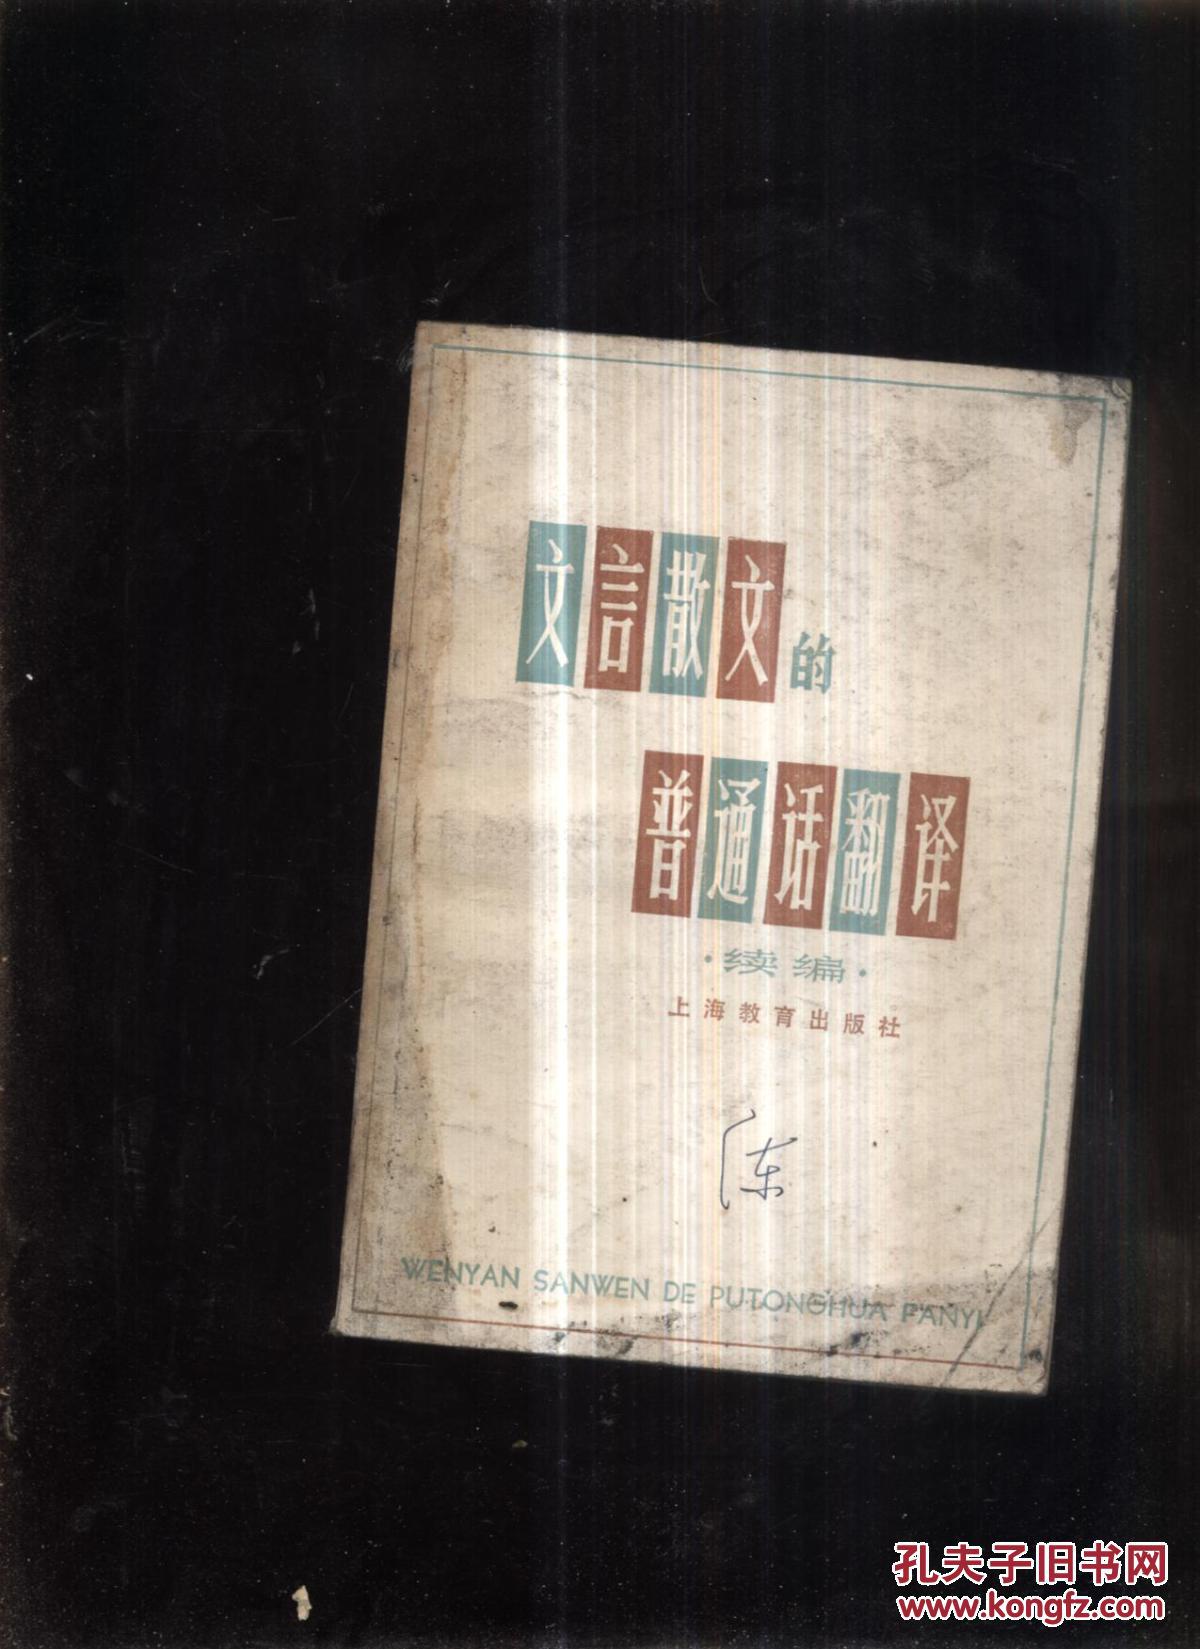 文言散文的
普通话翻译
·续编·
上海教育出版社
陈
WENYAN SANWEN DE PUTONGHUA FANYI
孔夫子旧书网
www.kongfz.com